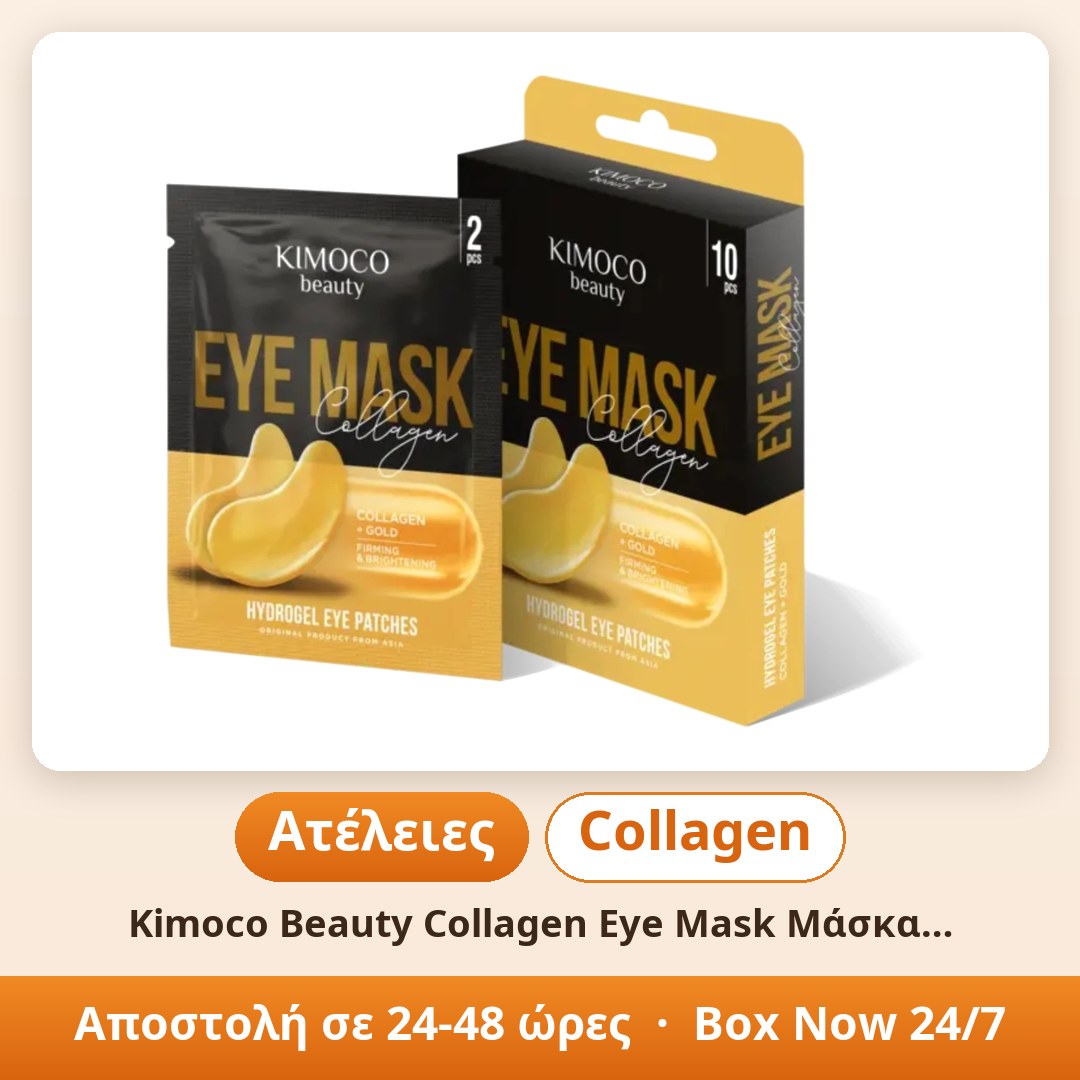 KIMOCO
beauty
2
pcs
EYE MASK
Collagen
COLLAGEN
+ GOLD
FIRMING
& BRIGHTENING
HYDROGEL EYE PATCHES
ORIGINAL PRODUCT FROM ASIA
KIMOCO
beauty
KIMOCO
beauty
10
pcs
EYE MASK
Collagen
COLLAGEN
+ GOLD
FIRMING
& BRIGHTENING
HYDROGEL EYE PATCHES
ORIGINAL PRODUCT FROM ASIA
EYE MASK
Collagen
HYDROGEL EYE PATCHES
COLLAGEN + GOLD
Ατέλειες
Collagen
Kimoco Beauty Collagen Eye Mask Μάσκα...
Αποστολή σε 24-48 ώρες · Box Now 24/7